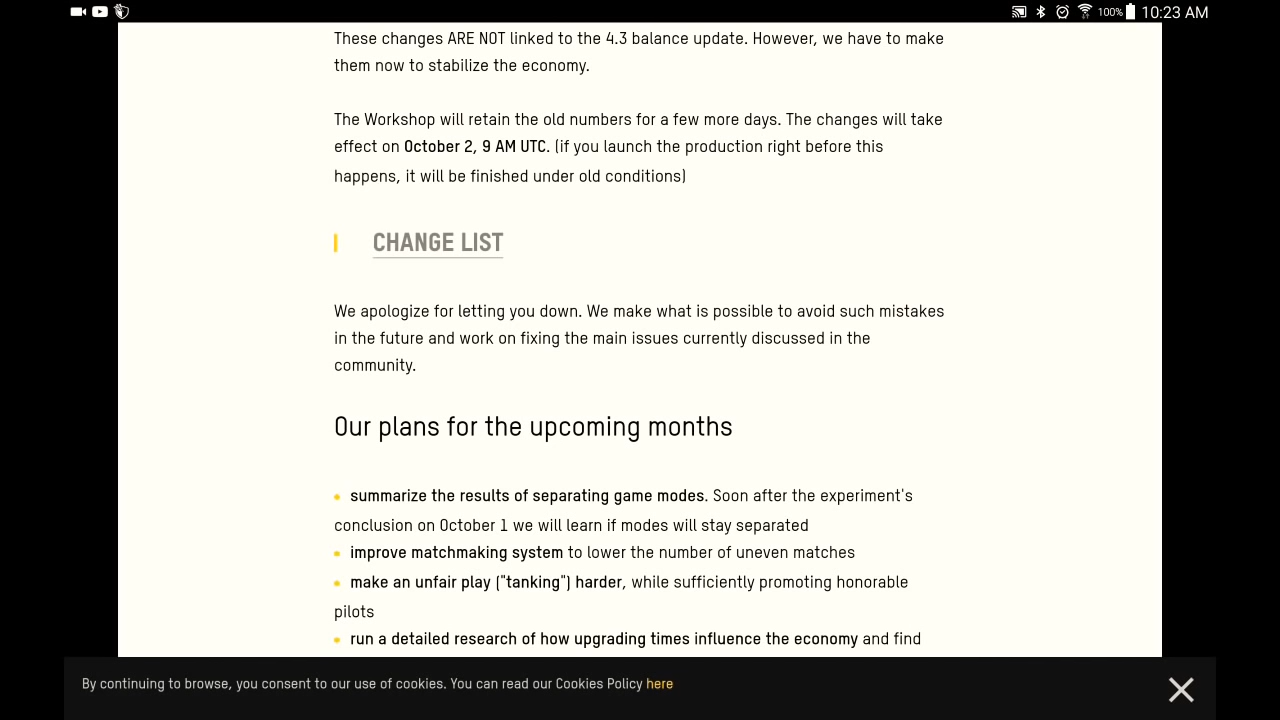 100% 10:23 AM
These changes ARE NOT linked to the 4.3 balance update. However, we have to make
them now to stabilize the economy.
The Workshop will retain the old numbers for a few more days. The changes will take
effect on October 2, 9 AM UTC. (if you launch the production right before this
happens, it will be finished under old conditions)
CHANGE LIST
We apologize for letting you down. We make what is possible to avoid such mistakes
in the future and work on fixing the main issues currently discussed in the
community.
Our plans for the upcoming months
summarize the results of separating game modes. Soon after the experiment's
conclusion on October 1 we will learn if modes will stay separated
improve matchmaking system to lower the number of uneven matches
make an unfair play ("tanking") harder, while sufficiently promoting honorable
pilots
run a detailed research of how upgrading times influence the economy and find
By continuing to browse, you consent to our use of cookies. You can read our Cookies Policy here